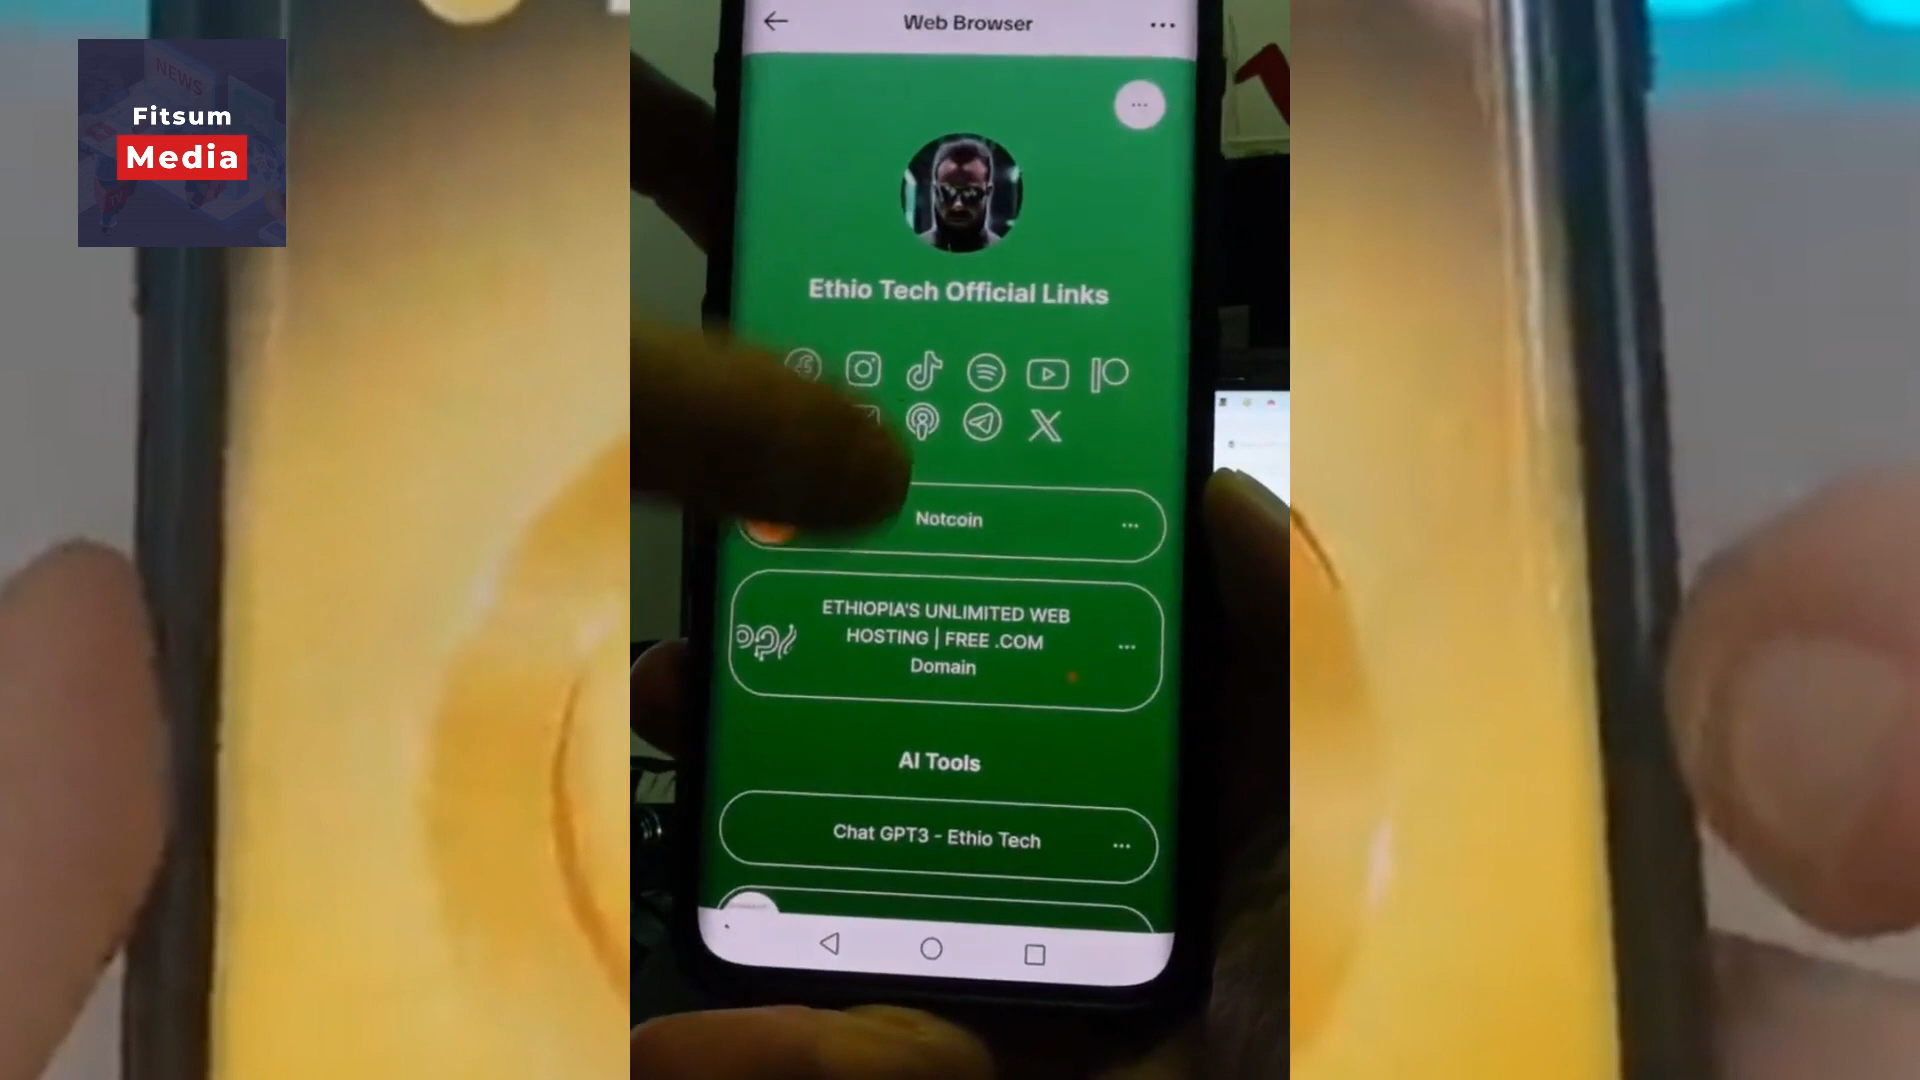 NEWS
Fitsum
Media
Web Browser
Ethio Tech Official Links
Notcoin
ETHIOPIA'S UNLIMITED WEB
HOSTING | FREE .COM
Domain
AI Tools
Chat GPT3 - Ethio Tech